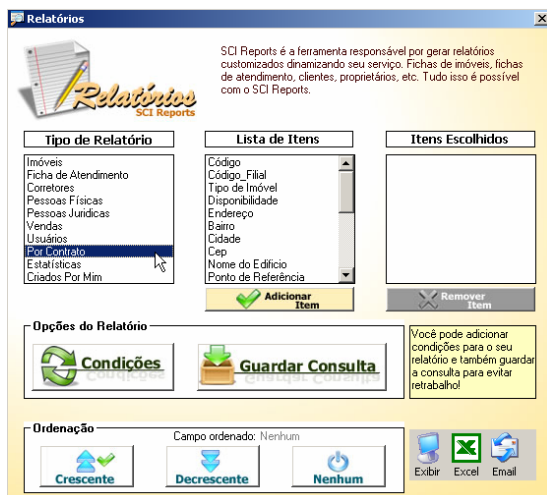 Relatórios
Relatórios
SCI Reports
SCI Reports é a ferramenta responsável por gerar relatórios
customizados dinamizando seu serviço. Fichas de imóveis, fichas
de atendimento, clientes, proprietários, etc. Tudo isso é possível
com o SCI Reports.
Tipo de Relatório
Lista de Itens
Itens Escolhidos
Imóveis
Ficha de Atendimento
Corretores
Pessoas Físicas
Pessoas Juridicas
Vendas
Usuários
Por Contrato
Estatísticas
Criados Por Mim
Código
Código_Filial
Tipo de Imóvel
Disponibilidade
Endereço
Bairro
Cidade
Cep
Nome do Edificio
Ponto de Referência
Adicionar
Item
Remover
Item
Opções do Relatório
Condições
Guardar Consulta
Você pode adicionar
condições para o seu
relatório e também guardar
a consulta para evitar
retrabalho!
Ordenação
Campo ordenado: Nenhum
Crescente
Decrescente
Nenhum
Exibir
Excel
Email